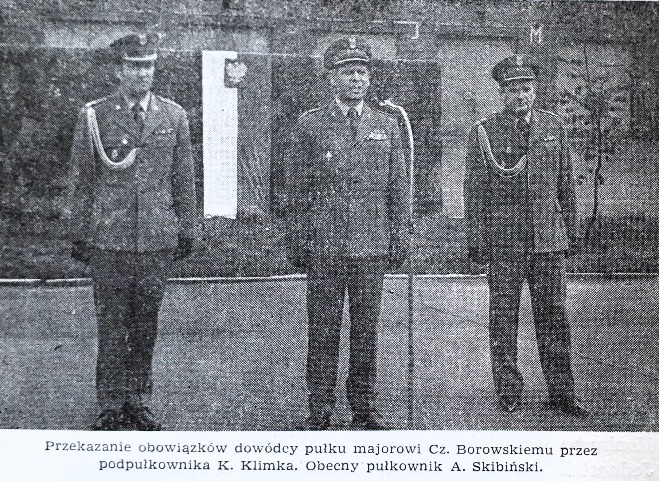 J M
Przekazanie obowiązków dowódcy pułku majorowi Cz. Borowskiemu przez
podpułkownika K. Klimka. Obecny pułkownik A. Skibiński.